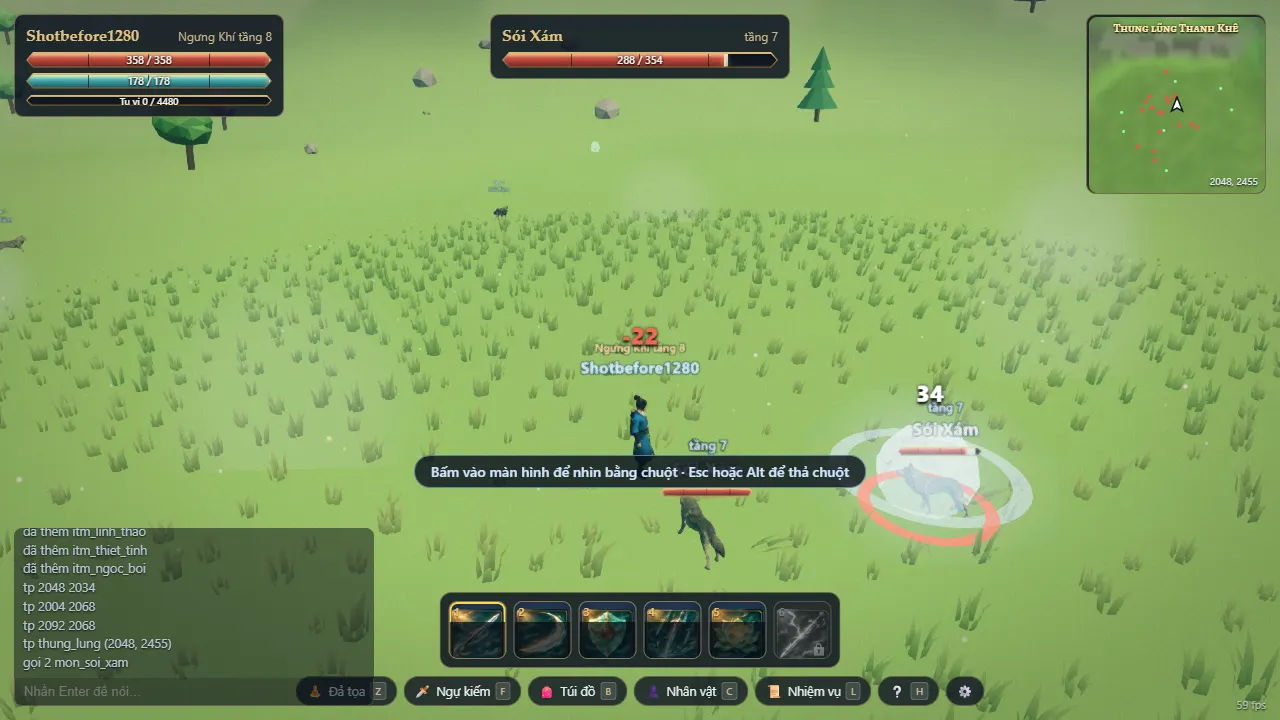 Shotbefore1280
Ngưng Khí tầng 8
358 / 358
178 / 178
Tu vi 0 / 4480
Sói Xám
tầng 7
288 / 354
Thung Lũng Thanh Khê
2048, 2455
-22
Ngưng Khí tầng 8
Shotbefore1280
34
tầng 7
Sói Xám
tầng 7
Bấm vào màn hình để nhìn bằng chuột · Esc hoặc Alt để thả chuột
đã thêm itm_linh_thao
đã thêm itm_thiet_tinh
đã thêm itm_ngoc_boi
tp 2048 2034
tp 2004 2068
tp 2092 2068
tp thung_lung (2048, 2455)
gọi 2 mon_soi_xam
1
2
3
4
5
6
Nhấn Enter để nói...
Đả tọa Z
Ngự kiếm F
Túi đồ B
Nhân vật C
Nhiệm vụ L
? H
59 fps